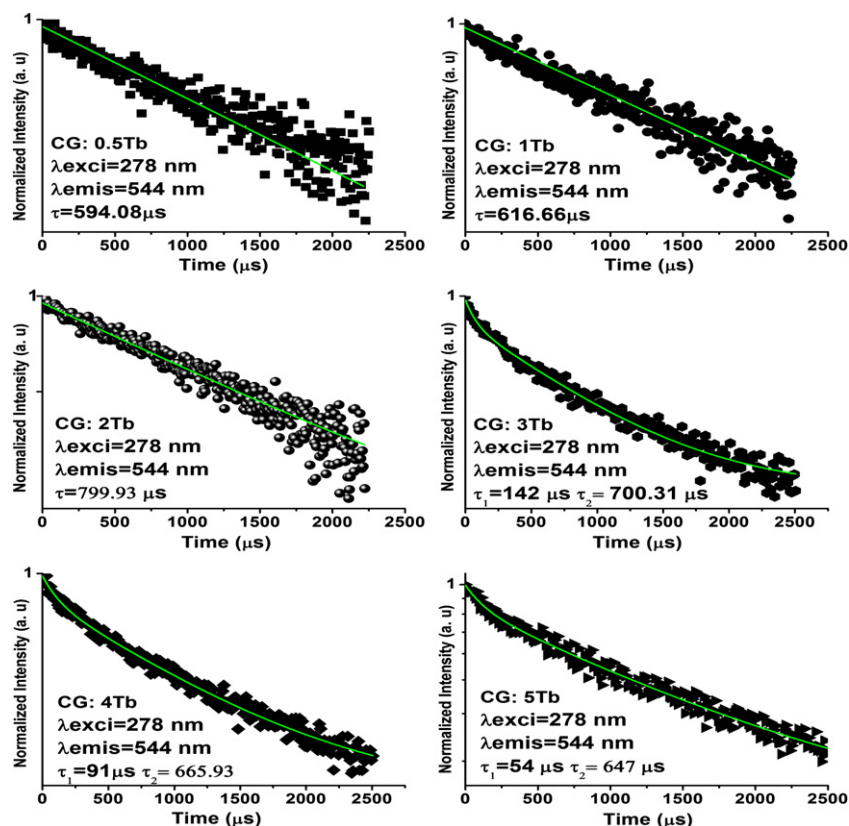 1
Normalized Intensity (a. u)
CG: 0.5Tb
λexci=278 nm
λemis=544 nm
τ=594.08μs
0 500 1000 1500 2000 2500
Time (μs)
1
Normalized Intensity (a. u)
CG: 1Tb
λexci=278 nm
λemis=544 nm
τ=616.66μs
0 500 1000 1500 2000 2500
Time (μs)
1
Normalized Intensity (a. u)
CG: 2Tb
λexci=278 nm
λemis=544 nm
τ=799.93 μs
0 500 1000 1500 2000 2500
Time (μs)
1
Normalized Intensity (a. u)
CG: 3Tb
λexci=278 nm
λemis=544 nm
τ₁=142 μs τ₂= 700.31 μs
0 500 1000 1500 2000 2500
Time (μs)
1
Normalized Intensity (a. u)
CG: 4Tb
λexci=278 nm
λemis=544 nm
τ₁=91μs τ₂= 665.93
0 500 1000 1500 2000 2500
Time (μs)
1
Normalized Intensity (a. u)
CG: 5Tb
λexci=278 nm
λemis=544 nm
τ₁=54 μs τ₂= 647 μs
0 500 1000 1500 2000 2500
Time (μs)